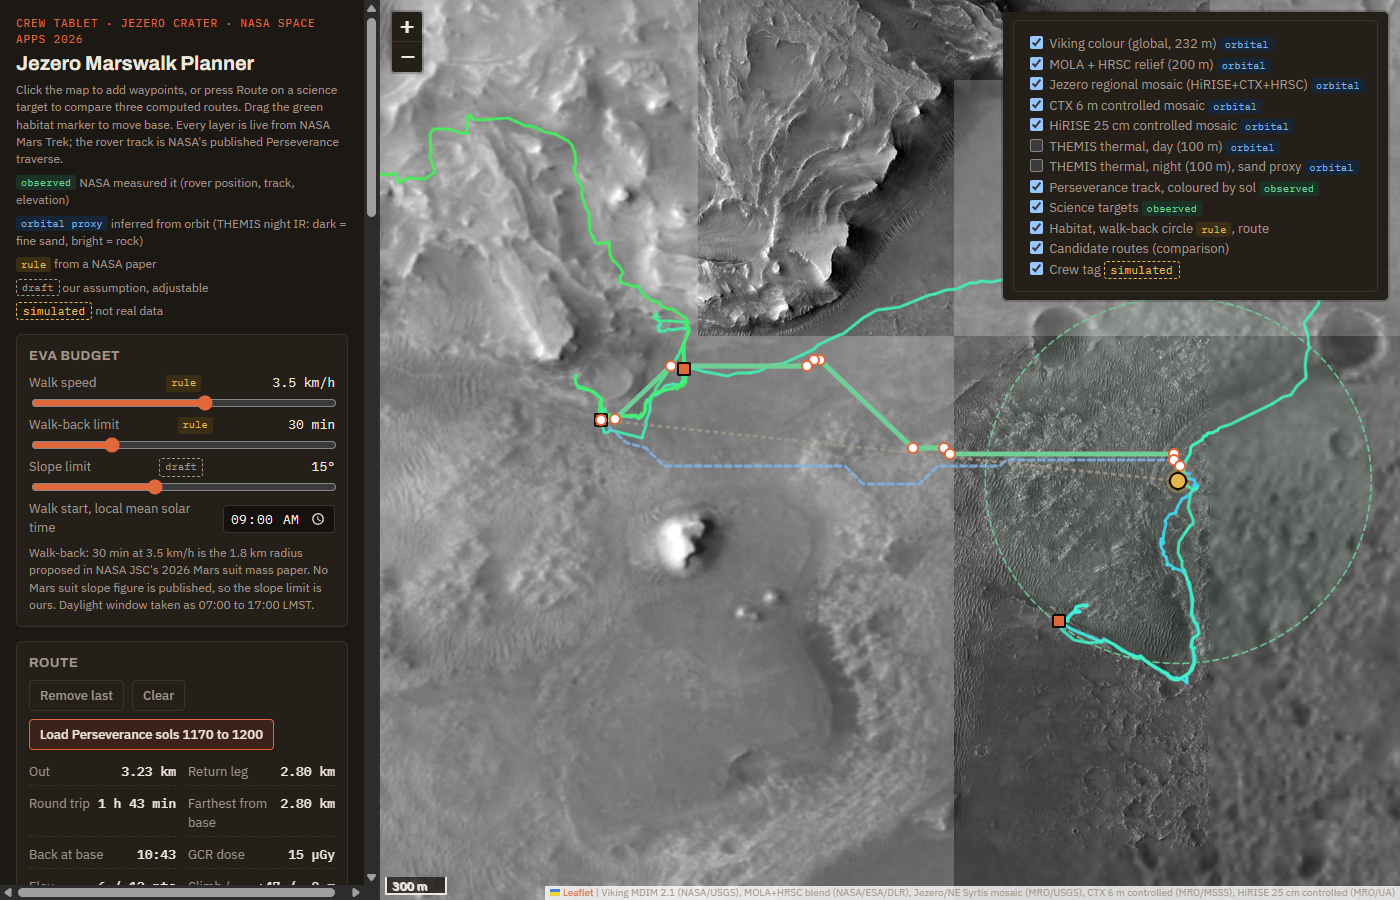 CREW TABLET · JEZERO CRATER · NASA SPACE
APPS 2026
Jezero Marswalk Planner
Click the map to add waypoints, or press Route on a science
target to compare three computed routes. Drag the green
habitat marker to move base. Every layer is live from NASA
Mars Trek; the rover track is NASA's published Perseverance
traverse.
observed NASA measured it (rover position, track,
elevation)
orbital proxy inferred from orbit (THEMIS night IR: dark =
fine sand, bright = rock)
rule from a NASA paper
draft our assumption, adjustable
simulated not real data
EVA BUDGET
Walk speed rule 3.5 km/h
Walk-back limit rule 30 min
Slope limit draft 15°
Walk start, local mean solar
time
09:00 AM
Walk-back: 30 min at 3.5 km/h is the 1.8 km radius
proposed in NASA JSC's 2026 Mars suit mass paper. No
Mars suit slope figure is published, so the slope limit is
ours. Daylight window taken as 07:00 to 17:00 LMST.
ROUTE
Remove last Clear
Load Perseverance sols 1170 to 1200
Out 3.23 km Return leg 2.80 km
Round trip 1 h 43 min Farthest from
base 2.80 km
Back at base 10:43 GCR dose 15 μGy
+
−
Viking colour (global, 232 m) orbital
MOLA + HRSC relief (200 m) orbital
Jezero regional mosaic (HiRISE+CTX+HRSC) orbital
CTX 6 m controlled mosaic orbital
HiRISE 25 cm controlled mosaic orbital
THEMIS thermal, day (100 m) orbital
THEMIS thermal, night (100 m), sand proxy orbital
Perseverance track, coloured by sol observed
Science targets observed
Habitat, walk-back circle rule , route
Candidate routes (comparison)
Crew tag simulated
300 m
Leaflet | Viking MDIM 2.1 (NASA/USGS), MOLA+HRSC blend (NASA/ESA/DLR), Jezero/NE Syrtis mosaic (MRO/USGS), CTX 6 m controlled (MRO/MSSS), HiRISE 25 cm controlled (MRO/UA)